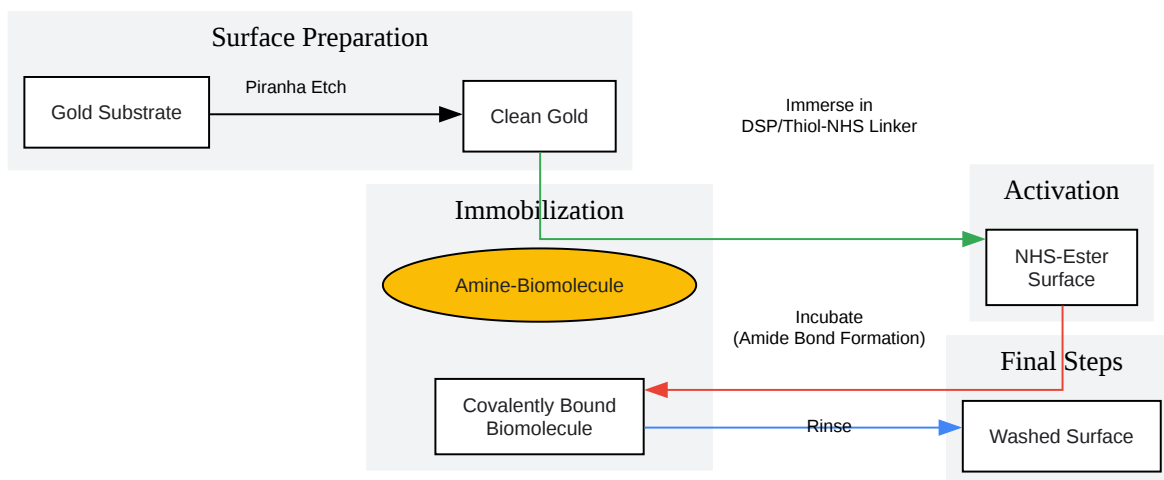 Surface Preparation
Gold Substrate
Piranha Etch
Clean Gold
Immerse in
DSP/Thiol-NHS Linker
Activation
NHS-Ester
Surface
Immobilization
Amine-Biomolecule
Incubate
(Amide Bond Formation)
Covalently Bound
Biomolecule
Rinse
Final Steps
Washed Surface